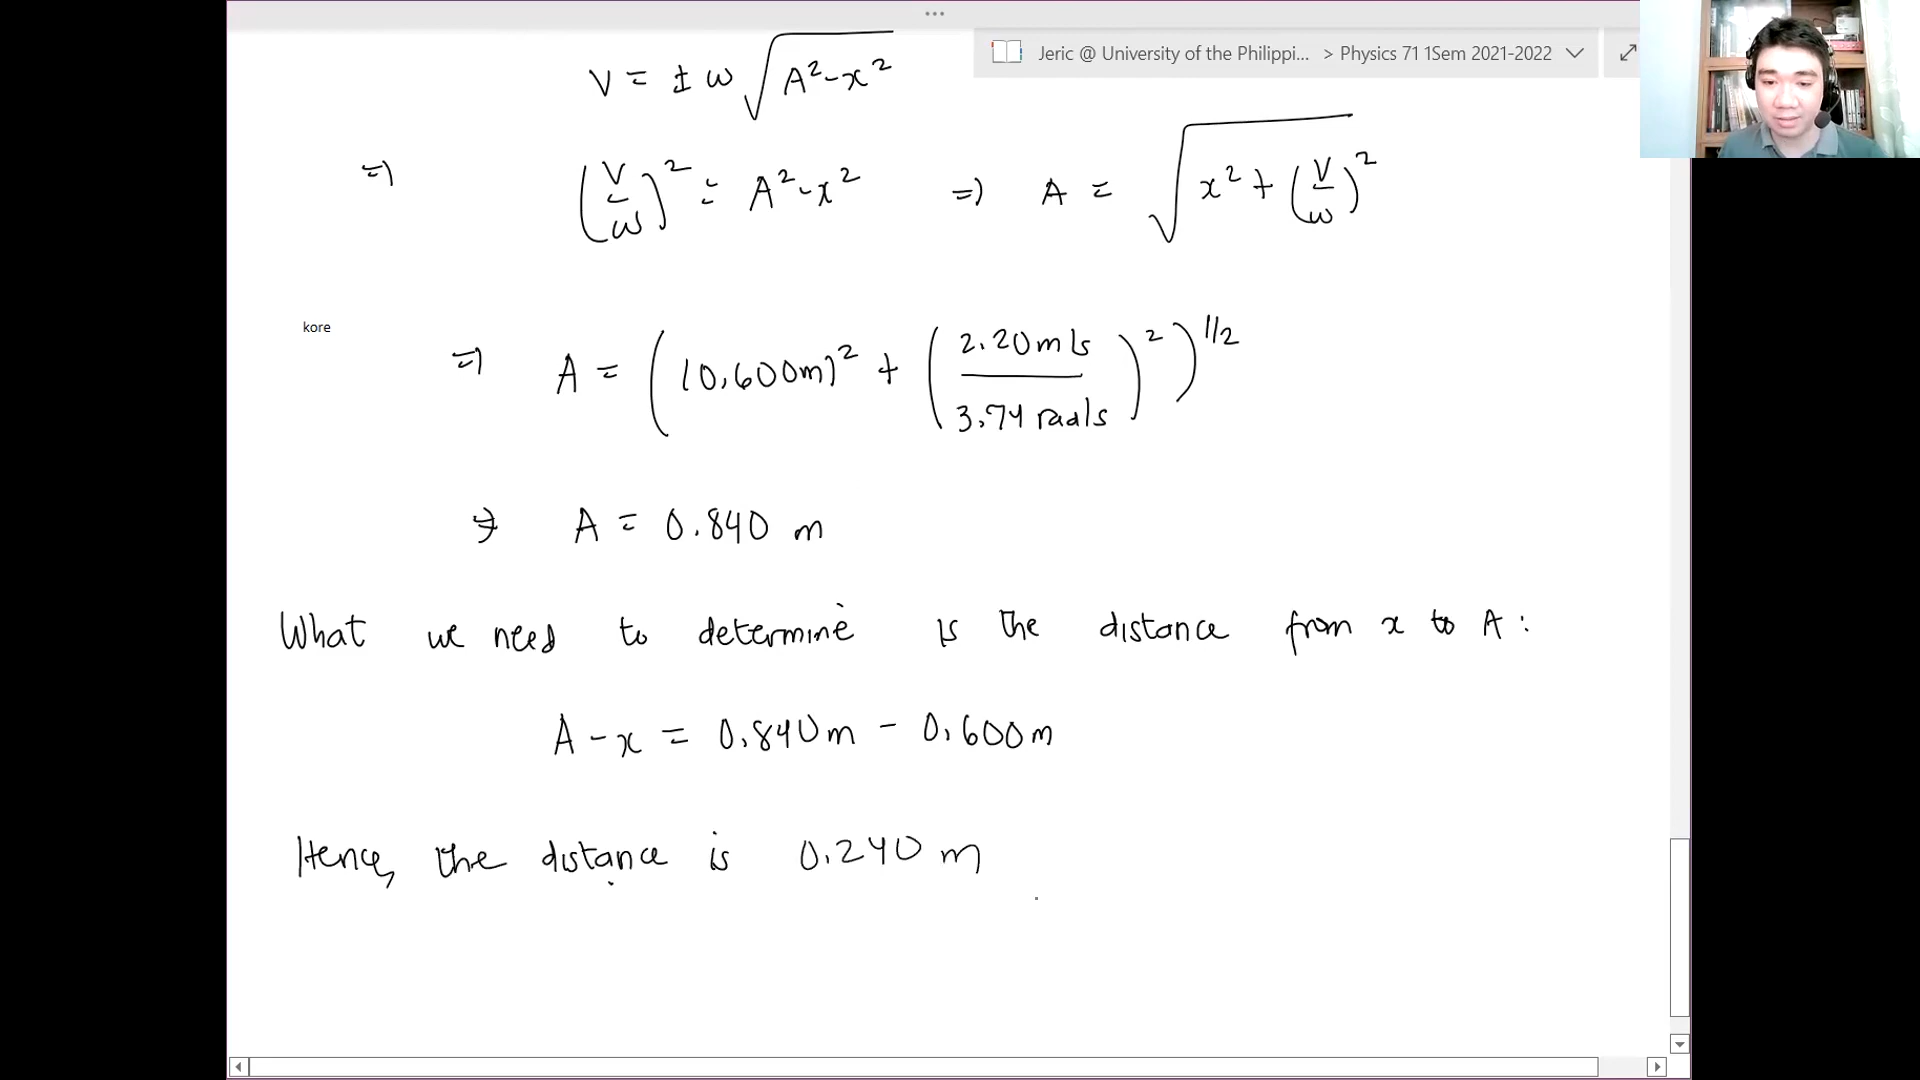 ...
Jeric @ University of the Philippi... > Physics 71 1Sem 2021-2022
V = ± ω √(A² - x²)
⇒ (V/ω)² = A² - x² ⇒ A = √(x² + (V/ω)²)
kore
⇒ A = ((0.600m)² + (2.20m/s / 3.74 rad/s)²)^1/2
⇒ A = 0.840 m
What we need to determine is the distance from x to A:
A - x = 0.840m - 0.600m
Hence, the distance is 0.240 m